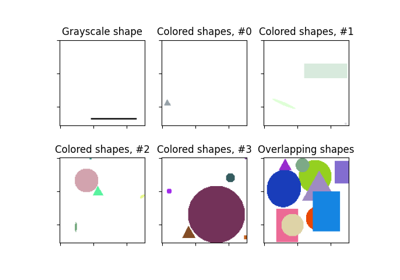 Grayscale shape
Colored shapes, #0
Colored shapes, #1
Colored shapes, #2
Colored shapes, #3
Overlapping shapes